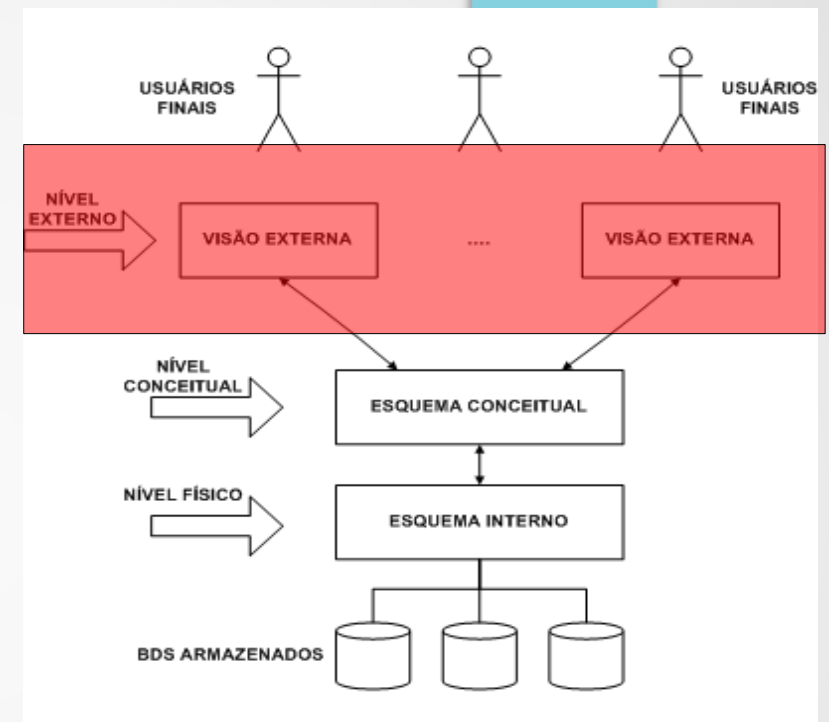 USUÁRIOS
FINAIS
USUÁRIOS
FINAIS
NÍVEL
EXTERNO
VISÃO EXTERNA
....
VISÃO EXTERNA
NÍVEL
CONCEITUAL
ESQUEMA CONCEITUAL
NÍVEL FÍSICO
ESQUEMA INTERNO
BDS ARMAZENADOS